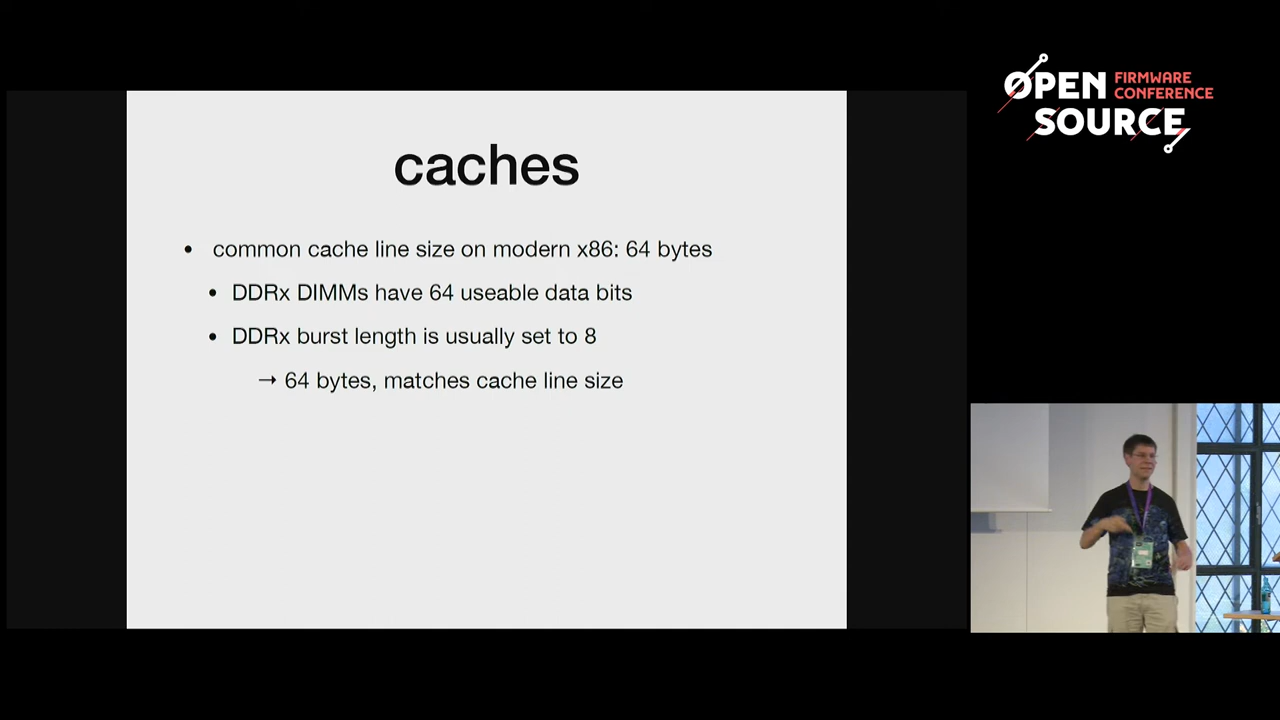 OPEN FIRMWARE
CONFERENCE
SOURCE
caches
• common cache line size on modern x86: 64 bytes
• DDRx DIMMs have 64 useable data bits
• DDRx burst length is usually set to 8
→ 64 bytes, matches cache line size